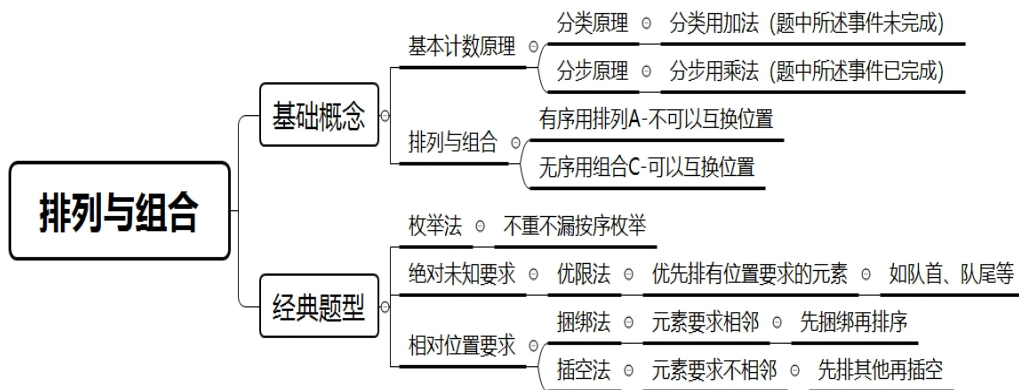 排列与组合
基础概念
基本计数原理
分类原理
分类用加法（题中所述事件未完成）
分步原理
分步用乘法（题中所述事件已完成）
排列与组合
有序用排列A-不可以互换位置
无序用组合C-可以互换位置
经典题型
枚举法
不重不漏按序枚举
绝对未知要求
优限法
优先排有位置要求的元素
如队首、队尾等
相对位置要求
捆绑法
元素要求相邻
先捆绑再排序
插空法
元素要求不相邻
先排其他再插空